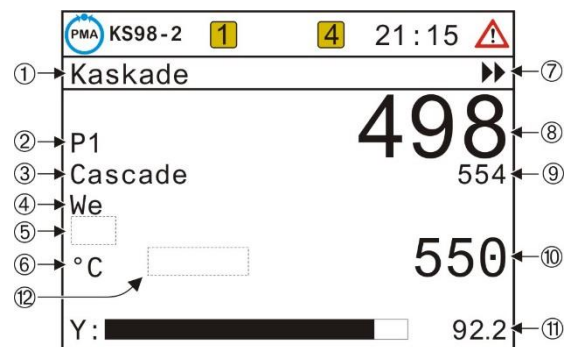 PMA KS98-2 1 4 21:15
① Kaskade ⑦
498 ⑧
② P1
③ Cascade 554 ⑨
④ We
⑤
⑥ °C 550 ⑩
⑫
Y: 92.2 ⑪